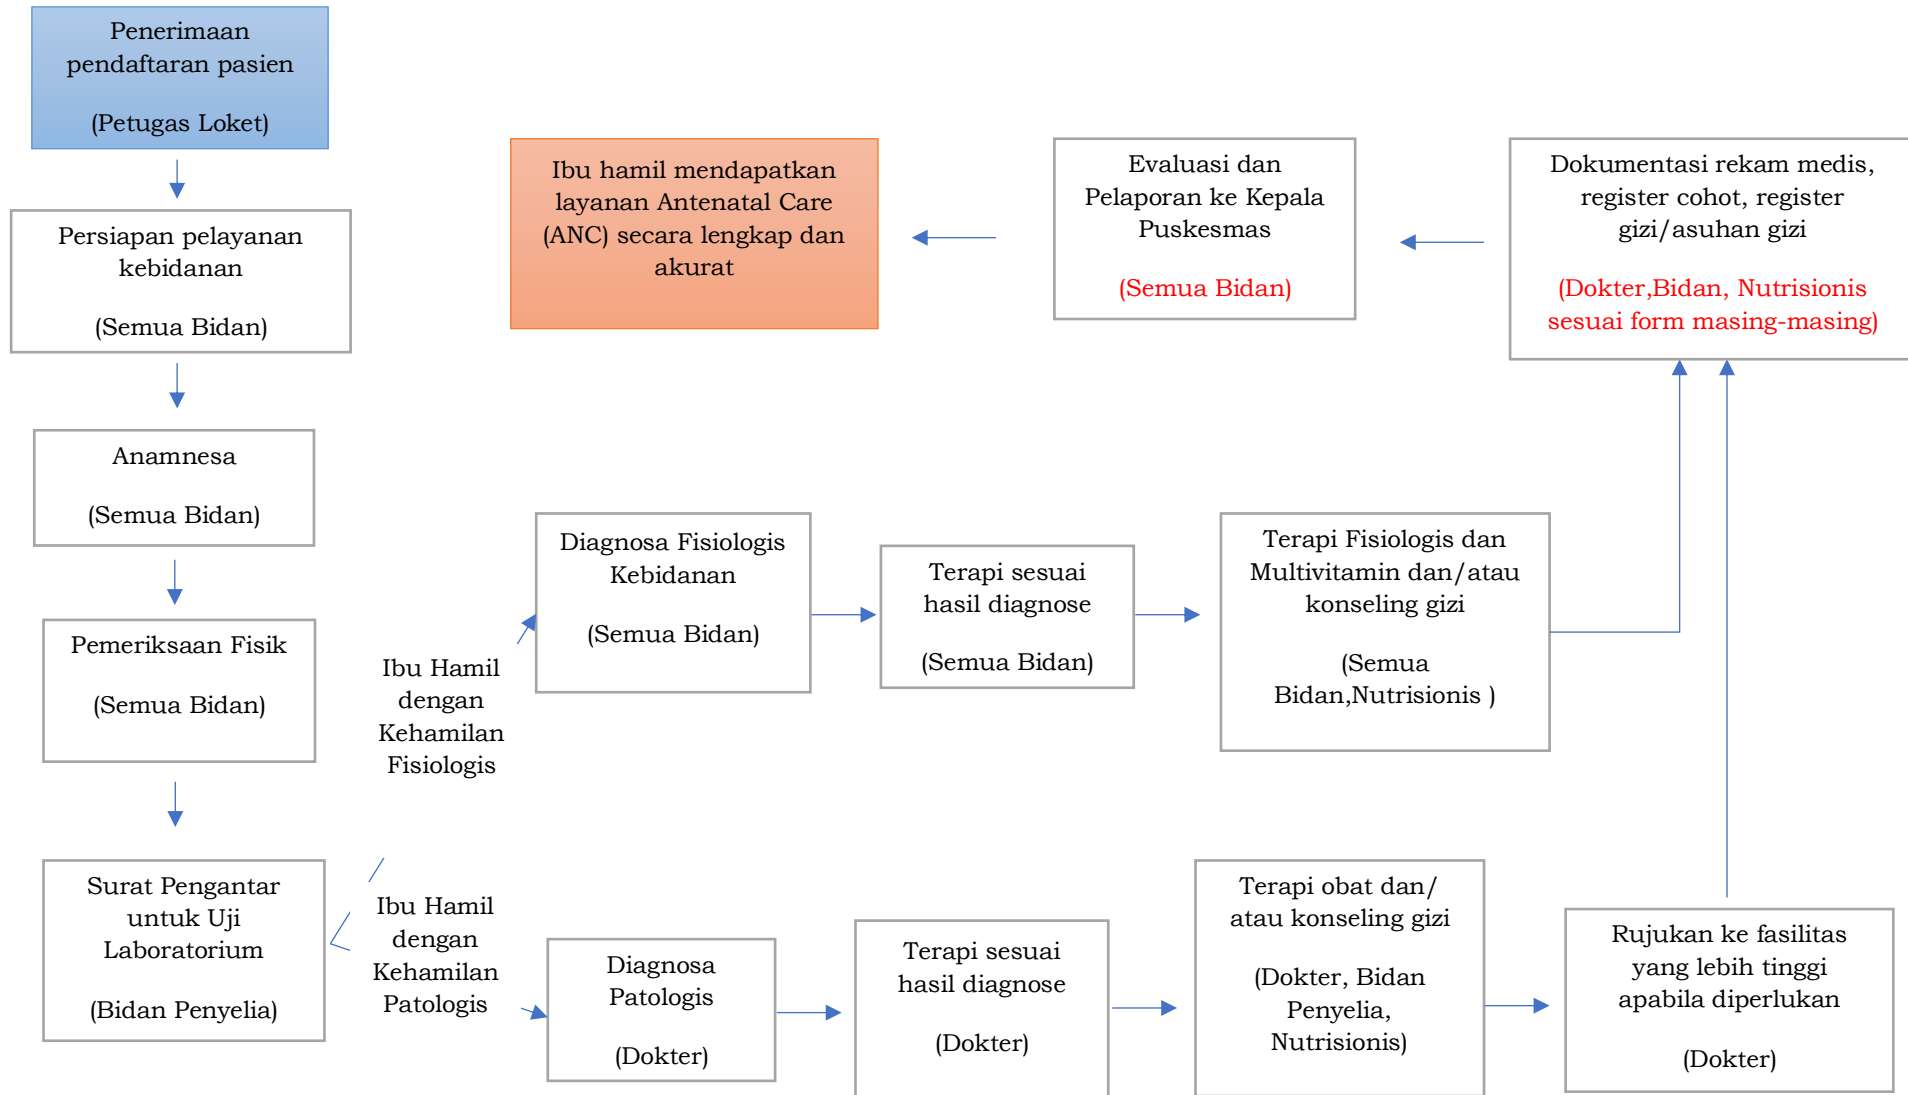 Penerimaan
pendaftaran pasien
(Petugas Loket)
Persiapan pelayanan
kebidanan
(Semua Bidan)
Anamnesa
(Semua Bidan)
Pemeriksaan Fisik
(Semua Bidan)
Surat Pengantar
untuk Uji
Laboratorium
(Bidan Penyelia)
Ibu Hamil
dengan
Kehamilan
Fisiologis
Diagnosa Fisiologis
Kebidanan
(Semua Bidan)
Terapi sesuai
hasil diagnose
(Semua Bidan)
Terapi Fisiologis dan
Multivitamin dan/atau
konseling gizi
(Semua
Bidan,Nutrisionis )
Ibu Hamil
dengan
Kehamilan
Patologis
Diagnosa
Patologis
(Dokter)
Terapi sesuai
hasil diagnose
(Dokter)
Terapi obat dan/
atau konseling gizi
(Dokter, Bidan
Penyelia,
Nutrisionis)
Rujukan ke fasilitas
yang lebih tinggi
apabila diperlukan
(Dokter)
Dokumentasi rekam medis,
register cohot, register
gizi/asuhan gizi
(Dokter,Bidan, Nutrisionis
sesuai form masing-masing)
Evaluasi dan
Pelaporan ke Kepala
Puskesmas
(Semua Bidan)
Ibu hamil mendapatkan
layanan Antenatal Care
(ANC) secara lengkap dan
akurat